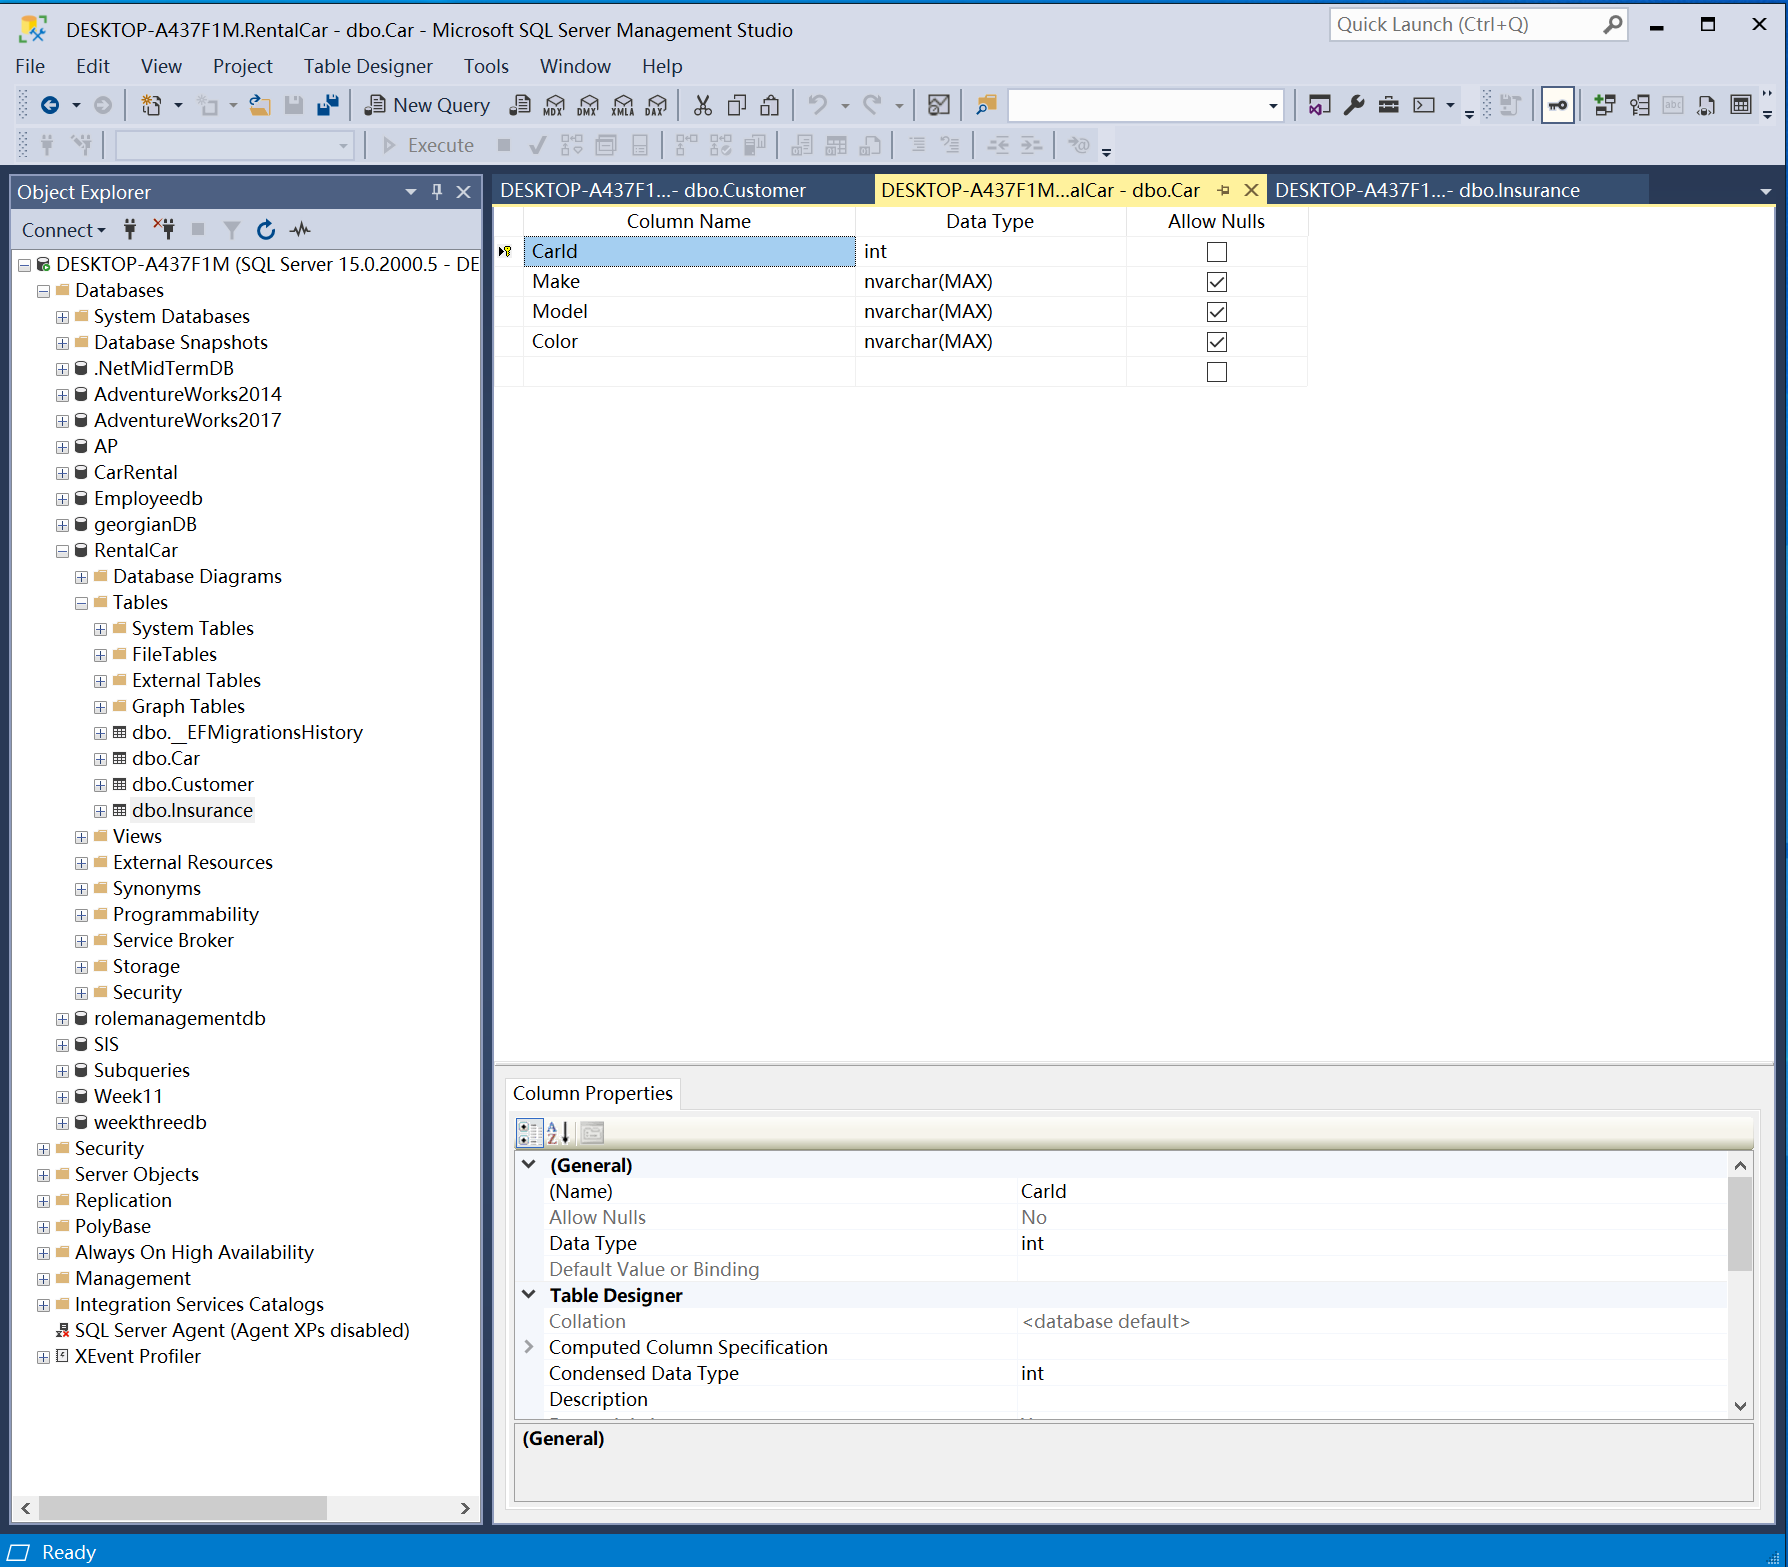 DESKTOP-A437F1M.RentalCar - dbo.Car - Microsoft SQL Server Management Studio
Quick Launch (Ctrl+Q)
File Edit View Project Table Designer Tools Window Help
New Query MDX DMX XMLA DAX
Execute
Object Explorer
Connect
DESKTOP-A437F1M (SQL Server 15.0.2000.5 - DE
Databases
System Databases
Database Snapshots
.NetMidTermDB
AdventureWorks2014
AdventureWorks2017
AP
CarRental
Employeedb
georgianDB
RentalCar
Database Diagrams
Tables
System Tables
FileTables
External Tables
Graph Tables
dbo.__EFMigrationsHistory
dbo.Car
dbo.Customer
dbo.Insurance
Views
External Resources
Synonyms
Programmability
Service Broker
Storage
Security
rolemanagementdb
SIS
Subqueries
Week11
weekthreedb
Security
Server Objects
Replication
PolyBase
Always On High Availability
Management
Integration Services Catalogs
SQL Server Agent (Agent XPs disabled)
XEvent Profiler
DESKTOP-A437F1...- dbo.Customer DESKTOP-A437F1M...alCar - dbo.Car DESKTOP-A437F1...- dbo.Insurance
Column Name Data Type Allow Nulls
CarId int
Make nvarchar(MAX)
Model nvarchar(MAX)
Color nvarchar(MAX)
Column Properties
(General)
(Name) CarId
Allow Nulls No
Data Type int
Default Value or Binding
Table Designer
Collation <database default>
Computed Column Specification
Condensed Data Type int
Description
(General)
Ready